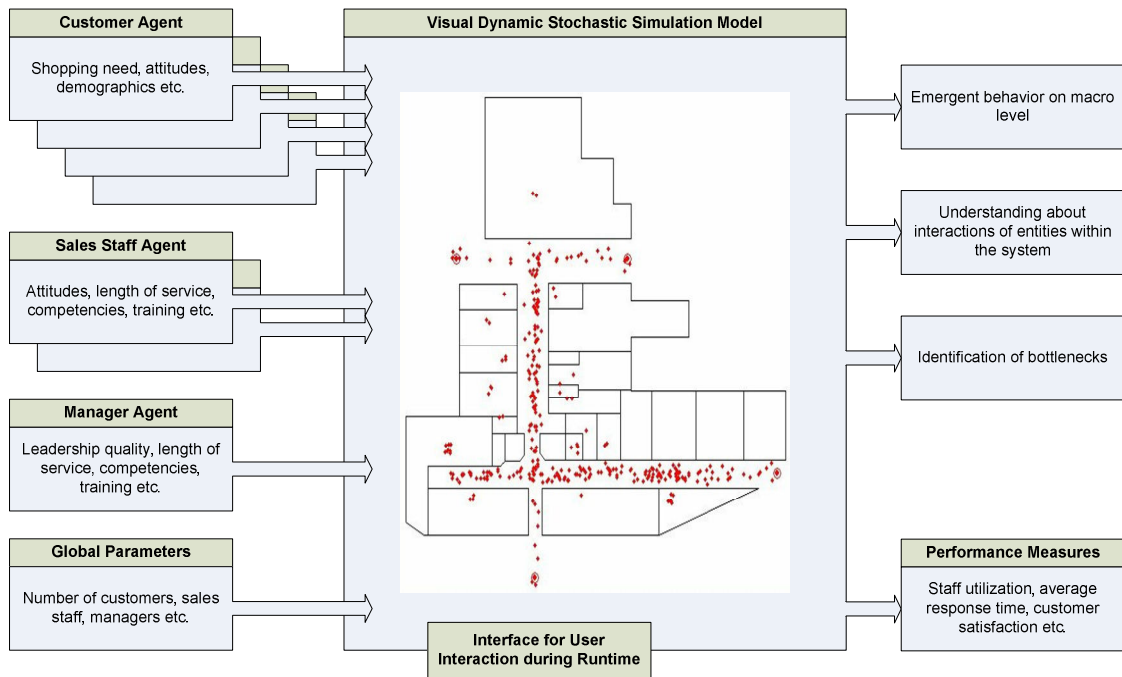 Customer Agent
Shopping need, attitudes,
demographics etc.
Sales Staff Agent
Attitudes, length of service,
competencies, training etc.
Manager Agent
Leadership quality, length of
service, competencies,
training etc.
Global Parameters
Number of customers, sales
staff, managers etc.
Visual Dynamic Stochastic Simulation Model
Interface for User
Interaction during Runtime
Emergent behavior on macro
level
Understanding about
interactions of entities within
the system
Identification of bottlenecks
Performance Measures
Staff utilization, average
response time, customer
satisfaction etc.